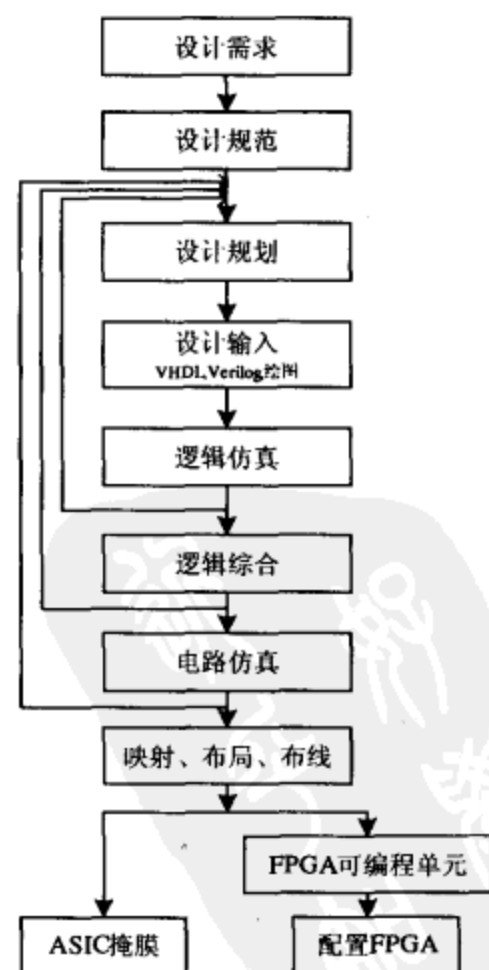 设计需求
设计规范
设计规划
设计输入
VHDL,Verilog,绘图
逻辑仿真
逻辑综合
电路仿真
映射、布局、布线
FPGA可编程单元
ASIC掩膜
配置FPGA